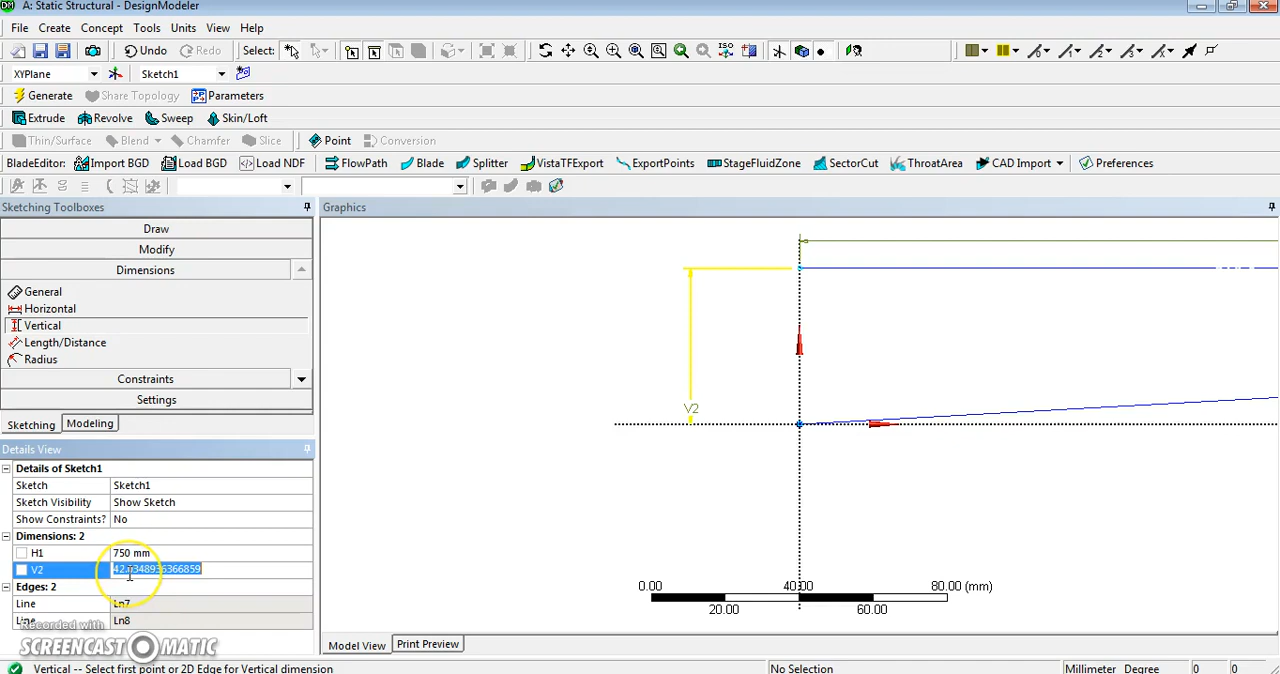 A: Static Structural - DesignModeler
File Create Concept Tools Units View Help
Undo Redo Select:
XYPlane Sketch1
Generate Share Topology Parameters
Extrude Revolve Sweep Skin/Loft
Thin/Surface Blend Chamfer Slice Point Conversion
BladeEditor: Import BGD Load BGD Load NDF FlowPath Blade Splitter VistaTFExport ExportPoints StageFluidZone SectorCut ThroatArea CAD Import Preferences
Sketching Toolboxes
Graphics
Draw
Modify
Dimensions
General
Horizontal
Vertical
Length/Distance
Radius
Constraints
Settings
Sketching Modeling
V2
Details View
Details of Sketch1
Sketch Sketch1
Sketch Visibility Show Sketch
Show Constraints? No
Dimensions: 2
H1 750 mm
V2
Edges: 2
Line Ln7
Line Ln8
0.00 40.00 80.00 (mm)
20.00 60.00
Recorded with
SCREENCAST MATIC
Model View Print Preview
Vertical -- Select first point or 2D Edge for Vertical dimension No Selection Millimeter Degree 0 0